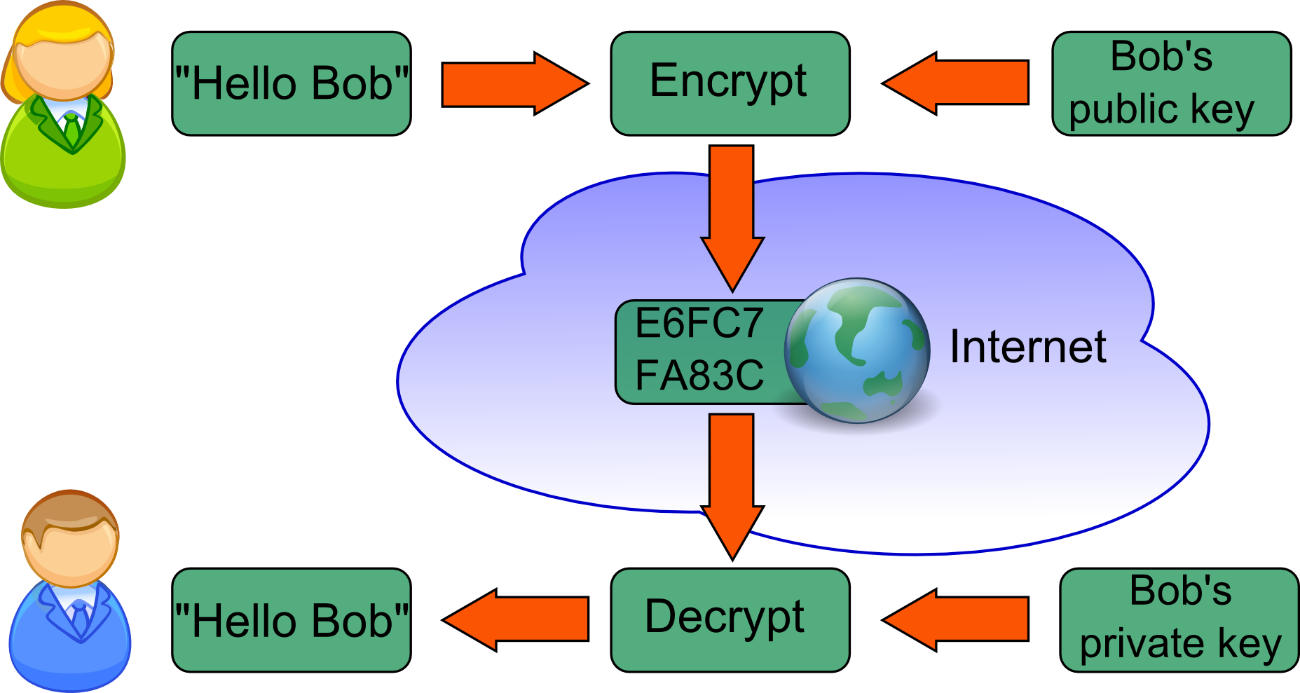 "Hello Bob"
Encrypt
Bob's
public key
E6FC7
FA83C
Internet
"Hello Bob"
Decrypt
Bob's
private key